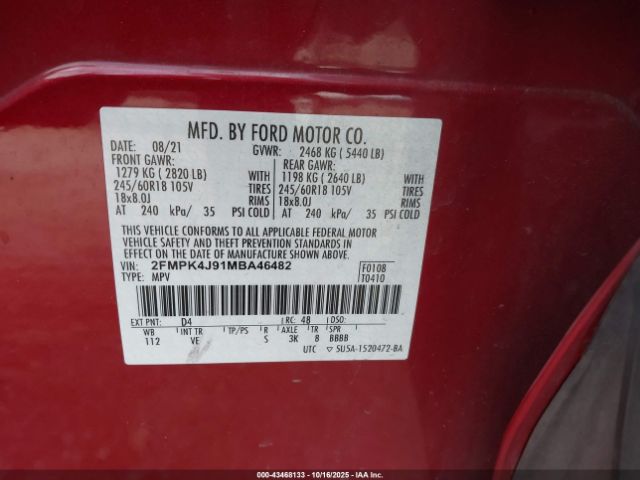 MFD. BY FORD MOTOR CO.
DATE: 08/21 GVWR: 2468 KG ( 5440 LB)
FRONT GAWR: REAR GAWR:
1279 KG ( 2820 LB) WITH 1198 KG ( 2640 LB) WITH
245/60R18 105V TIRES 245/60R18 105V TIRES
18x8.0J RIMS 18x8.0J RIMS
AT 240 kPa/ 35 PSI COLD AT 240 kPa/ 35 PSI COLD
THIS VEHICLE CONFORMS TO ALL APPLICABLE FEDERAL MOTOR
VEHICLE SAFETY AND THEFT PREVENTION STANDARDS IN
EFFECT ON THE DATE OF MANUFACTURE SHOWN ABOVE.
VIN: 2FMPK4J91MBA46482 F0108
TYPE: MPV T0410
EXT PNT: D4 RC: 48 DSO:
WB INT TR TP/PS R AXLE TR SPR
112 VE S 3K 8 BBBB
UTC ▽ 5U5A-1520472-BA
000-43468133 - 10/16/2025 - IAA, Inc.